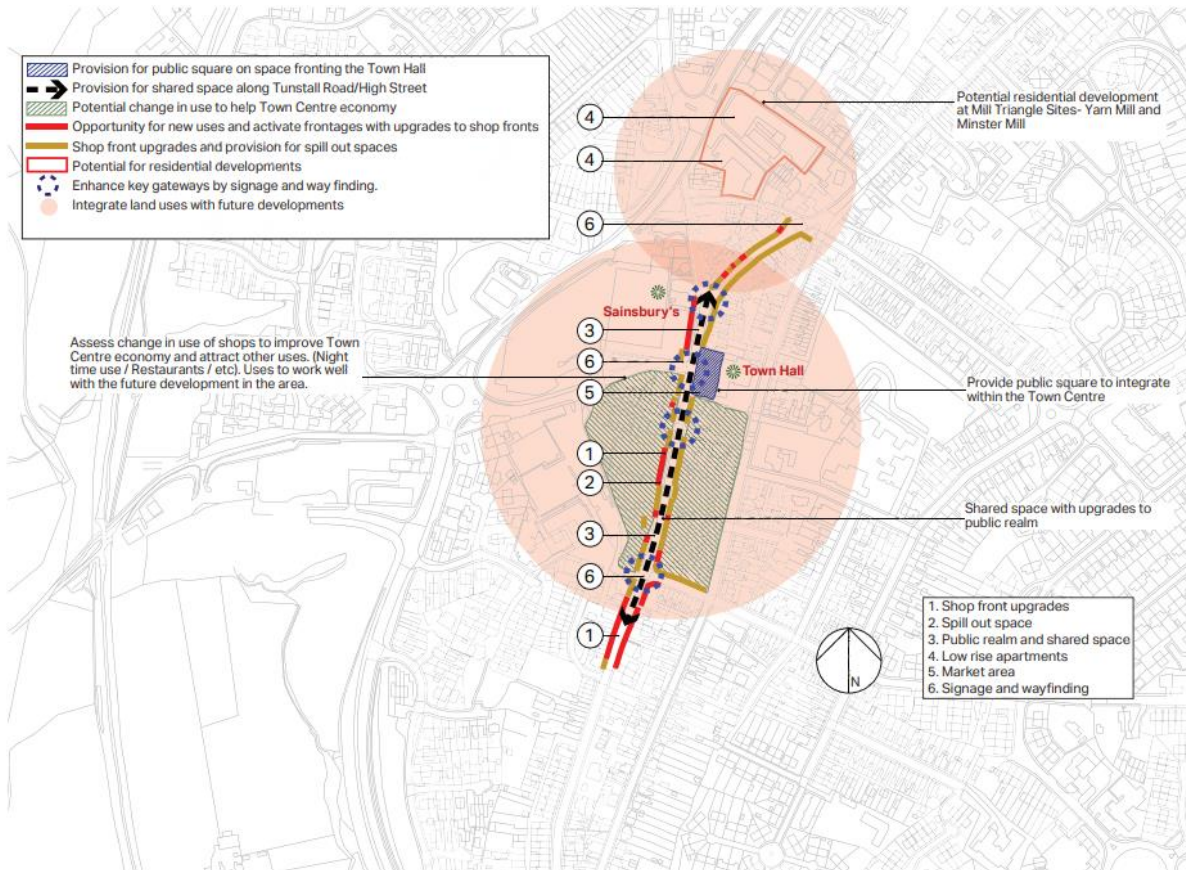 Provision for public square on space fronting the Town Hall
Provision for shared space along Tunstall Road/High Street
Potential change in use to help Town Centre economy
Opportunity for new uses and activate frontages with upgrades to shop fronts
Shop front upgrades and provision for spill out spaces
Potential for residential developments
Enhance key gateways by signage and way finding.
Integrate land uses with future developments
Potential residential development
at Mill Triangle Sites- Yarn Mill and
Minster Mill
4
4
6
Sainsbury's
3
6
Town Hall
5
Assess change in use of shops to improve Town
Centre economy and attract other uses. (Night
time use / Restaurants / etc). Uses to work well
with the future development in the area.
Provide public square to integrate
within the Town Centre
1
2
Shared space with upgrades to
public realm
3
6
1
N
1. Shop front upgrades
2. Spill out space
3. Public realm and shared space
4. Low rise apartments
5. Market area
6. Signage and wayfinding